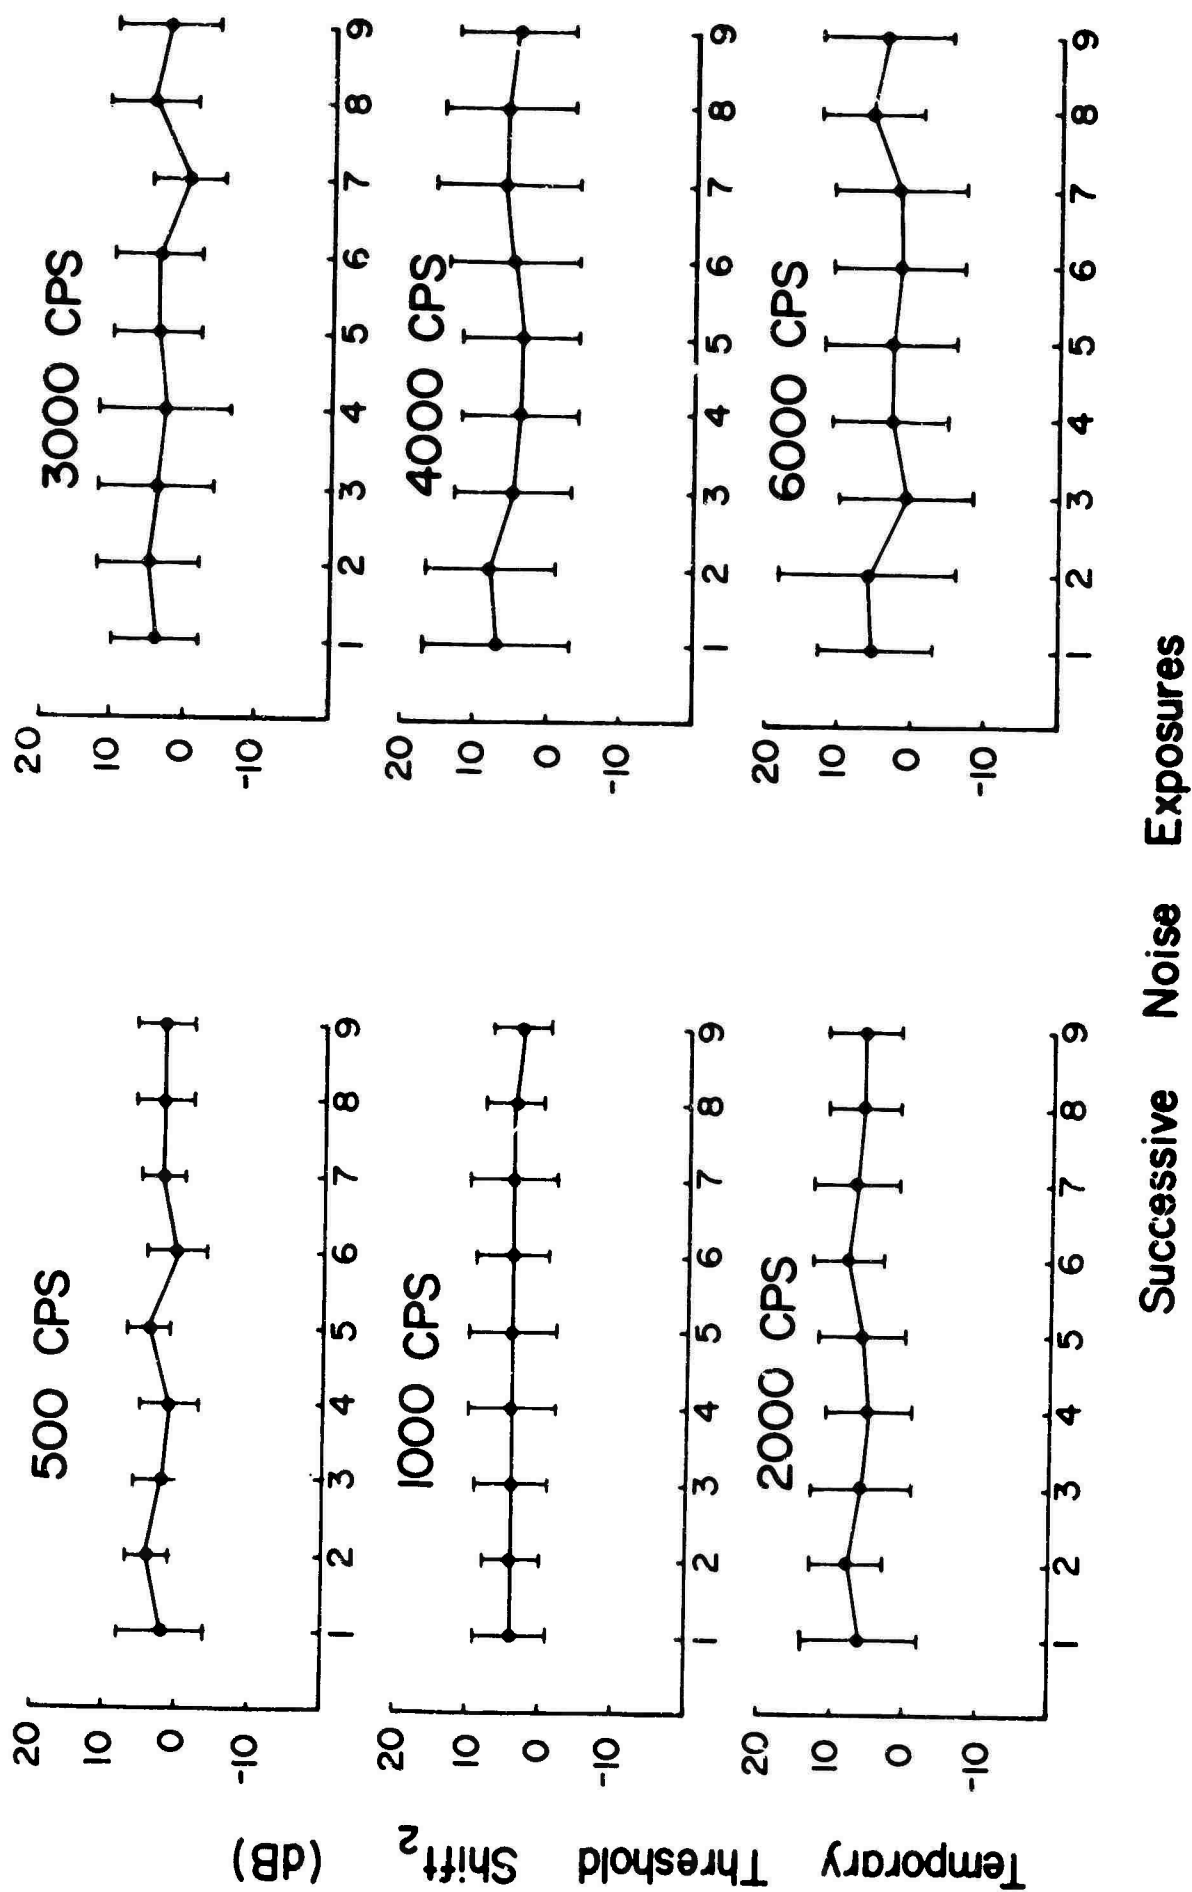 500 CPS
20
10
0
-10
1 2 3 4 5 6 7 8 9
3000 CPS
20
10
0
-10
1 2 3 4 5 6 7 8 9
1000 CPS
20
10
0
-10
1 2 3 4 5 6 7 8 9
4000 CPS
20
10
0
-10
1 2 3 4 5 6 7 8 9
2000 CPS
20
10
0
-10
1 2 3 4 5 6 7 8 9
6000 CPS
20
10
0
-10
1 2 3 4 5 6 7 8 9
Temporary Threshold Shift₂ (dB)
Successive Noise Exposures